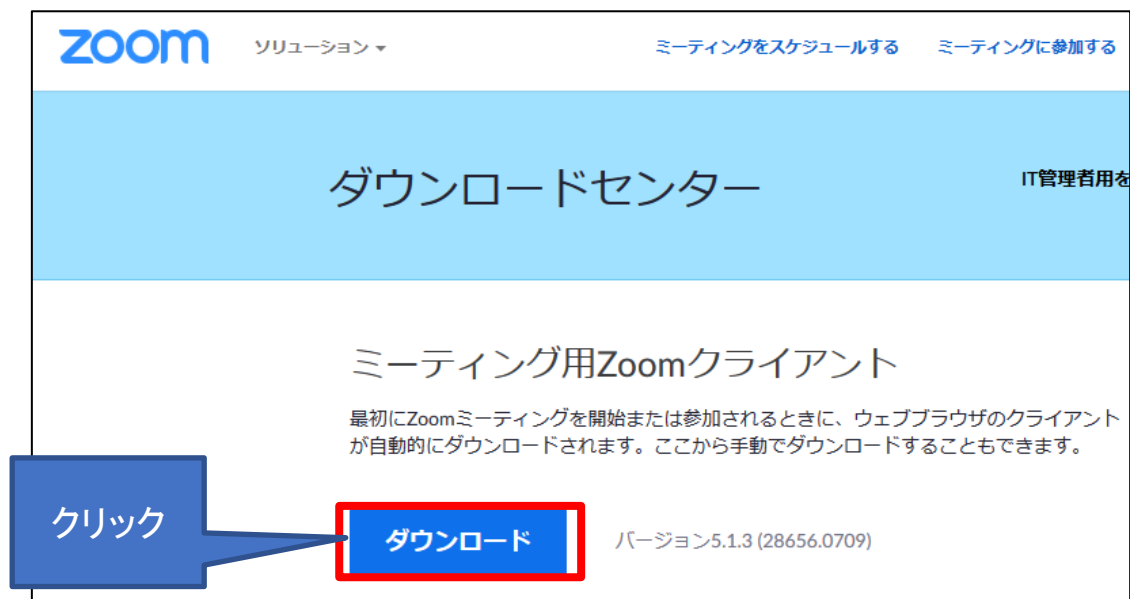 zoom ソリューション ミーティングをスケジュールする ミーティングに参加する
ダウンロードセンター
IT管理者用を
ミーティング用Zoomクライアント
最初にZoomミーティングを開始または参加されるときに、ウェブブラウザのクライアント
が自動的にダウンロードされます。ここから手動でダウンロードすることもできます。
クリック
ダウンロード バージョン5.1.3 (28656.0709)